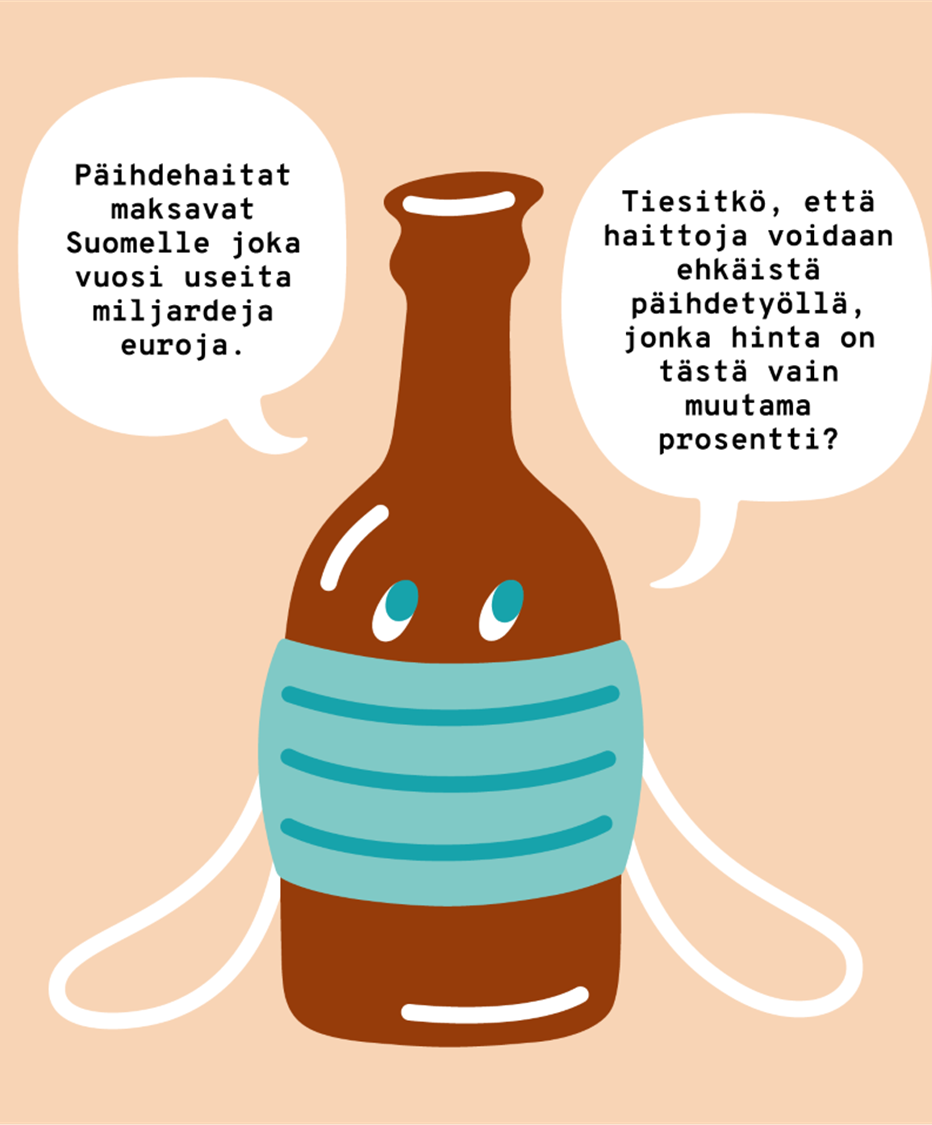 Päihdehaitat
maksavat
Suomelle joka
vuosi useita
miljardeja
euroja.
Tiesitkö, että
haittoja voidaan
ehkäistä
päihdetyöllä,
jonka hinta on
tästä vain
muutama
prosentti?